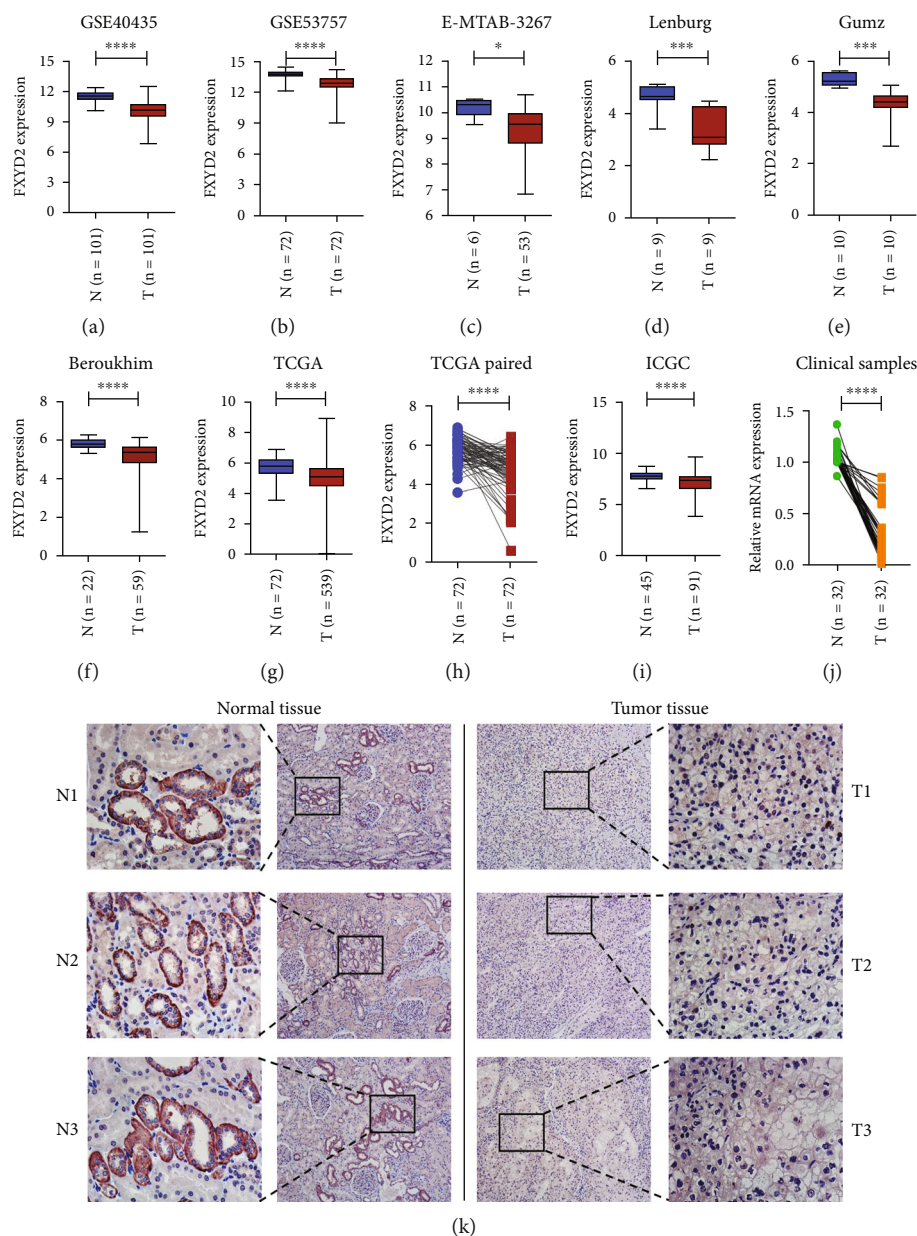 GSE40435
****
FXYD2 expression
15
12
9
6
3
0
N (n = 101)
T (n = 101)
(a)
GSE53757
****
FXYD2 expression
15
12
9
6
3
0
N (n = 72)
T (n = 72)
(b)
E-MTAB-3267
*
FXYD2 expression
12
11
10
9
8
7
6
N (n = 6)
T (n = 53)
(c)
Lenburg
***
FXYD2 expression
6
4
2
0
N (n = 9)
T (n = 9)
(d)
Gumz
***
FXYD2 expression
6
4
2
0
N (n = 10)
T (n = 10)
(e)
Beroukhim
****
FXYD2 expression
8
6
4
2
0
N (n = 22)
T (n = 59)
(f)
TCGA
****
FXYD2 expression
10
8
6
4
2
0
N (n = 72)
T (n = 539)
(g)
TCGA paired
****
FXYD2 expression
8
6
4
2
0
N (n = 72)
T (n = 72)
(h)
ICGC
****
FXYD2 expression
15
10
5
0
N (n = 45)
T (n = 91)
(i)
Clinical samples
****
Relative mRNA expression
1.5
1.0
0.5
0.0
N (n = 32)
T (n = 32)
(j)
Normal tissue
Tumor tissue
N1
T1
N2
T2
N3
T3
(k)